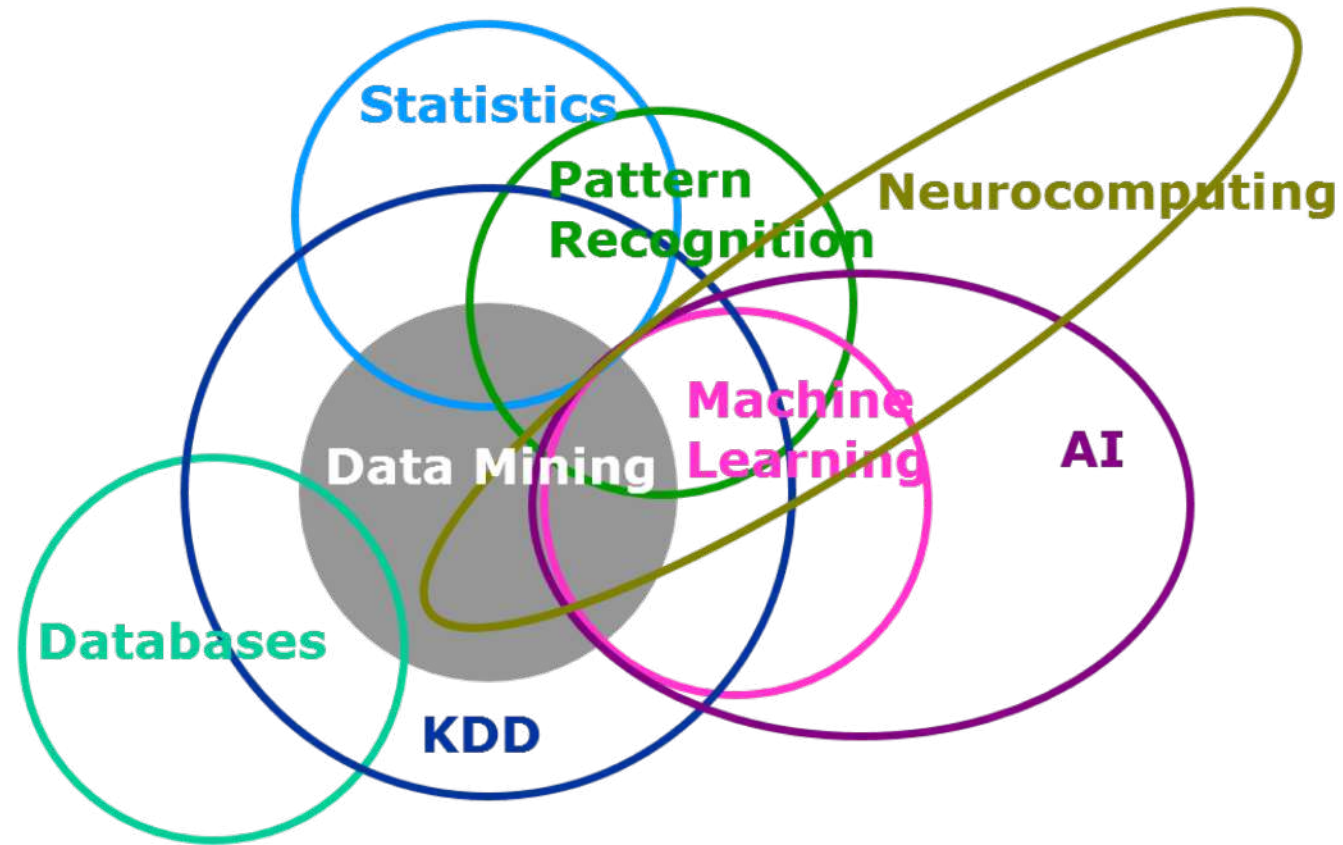 Statistics
Pattern
Recognition
Neurocomputing
Machine
Learning
AI
Data Mining
Databases
KDD